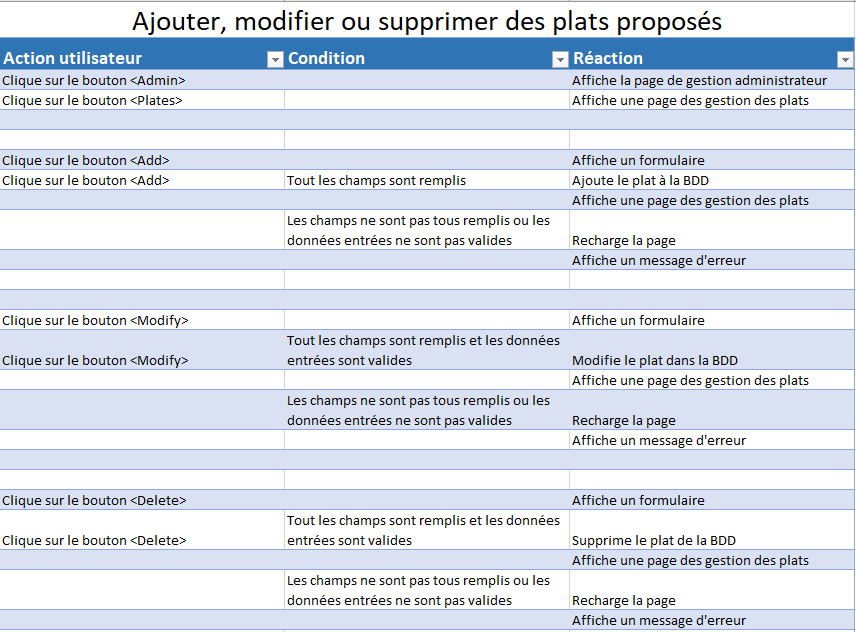 Ajouter, modifier ou supprimer des plats proposés
Action utilisateur Condition Réaction
Clique sur le bouton <Admin> Affiche la page de gestion administrateur
Clique sur le bouton <Plates> Affiche une page des gestion des plats
Clique sur le bouton <Add> Affiche un formulaire
Clique sur le bouton <Add> Tout les champs sont remplis Ajoute le plat à la BDD
Affiche une page des gestion des plats
Les champs ne sont pas tous remplis ou les
données entrées ne sont pas valides Recharge la page
Affiche un message d'erreur
Clique sur le bouton <Modify> Affiche un formulaire
Tout les champs sont remplis et les données
Clique sur le bouton <Modify> entrées sont valides Modifie le plat dans la BDD
Affiche une page des gestion des plats
Les champs ne sont pas tous remplis ou les
données entrées ne sont pas valides Recharge la page
Affiche un message d'erreur
Clique sur le bouton <Delete> Affiche un formulaire
Tout les champs sont remplis et les données
Clique sur le bouton <Delete> entrées sont valides Supprime le plat de la BDD
Affiche une page des gestion des plats
Les champs ne sont pas tous remplis ou les
données entrées ne sont pas valides Recharge la page
Affiche un message d'erreur